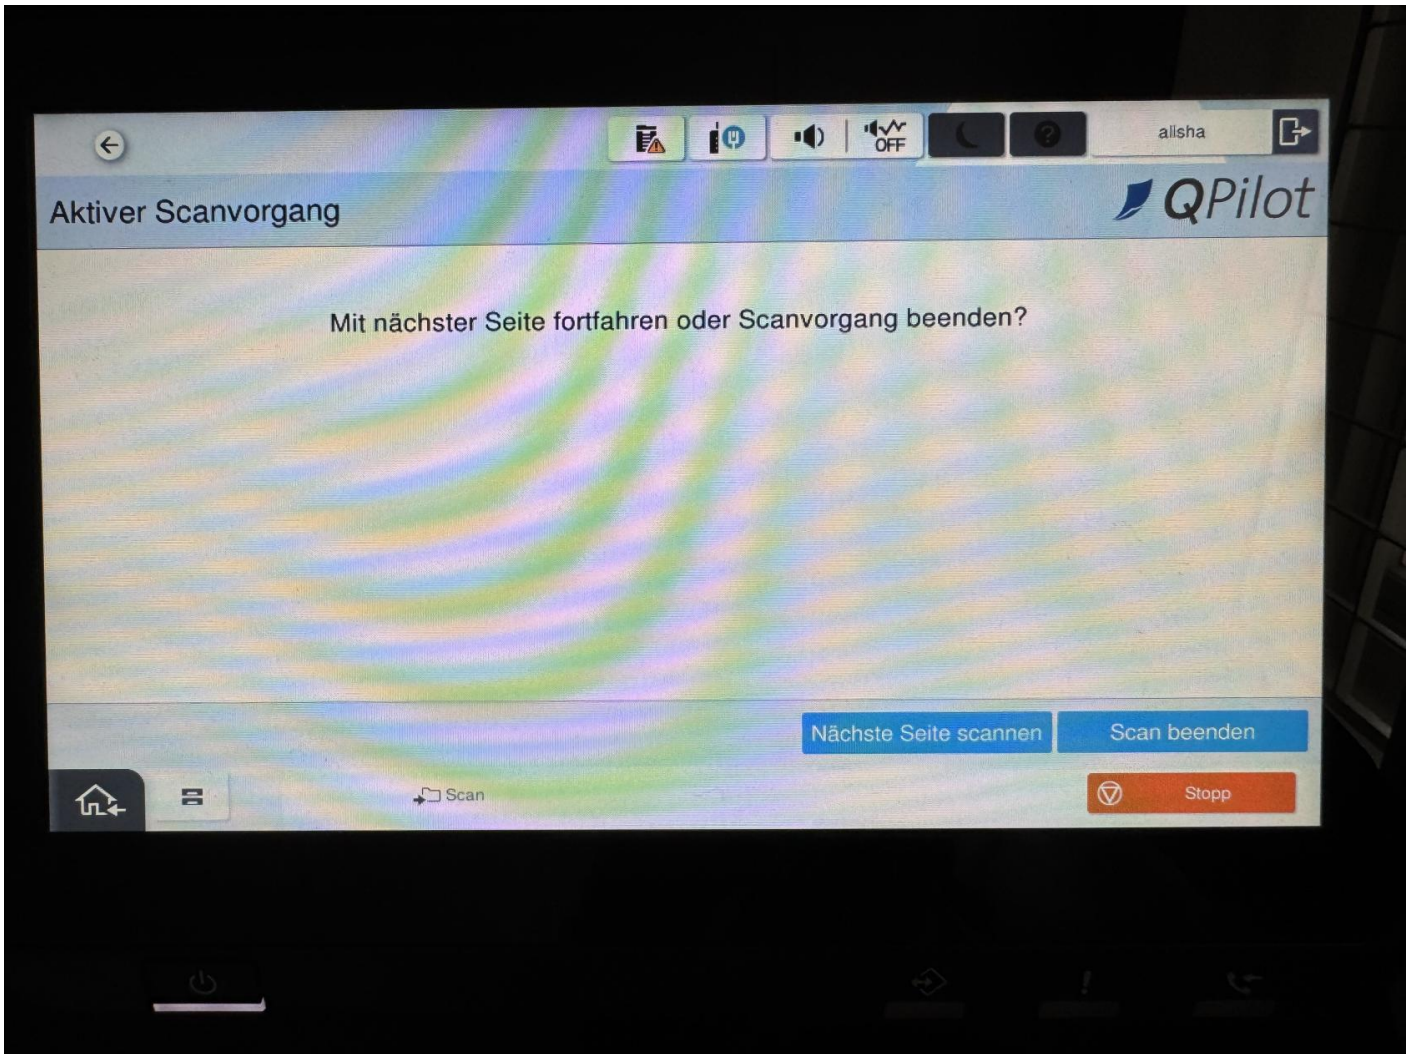 OFF
alisha
Aktiver Scanvorgang
QPilot
Mit nächster Seite fortfahren oder Scanvorgang beenden?
Nächste Seite scannen
Scan beenden
Scan
Stopp